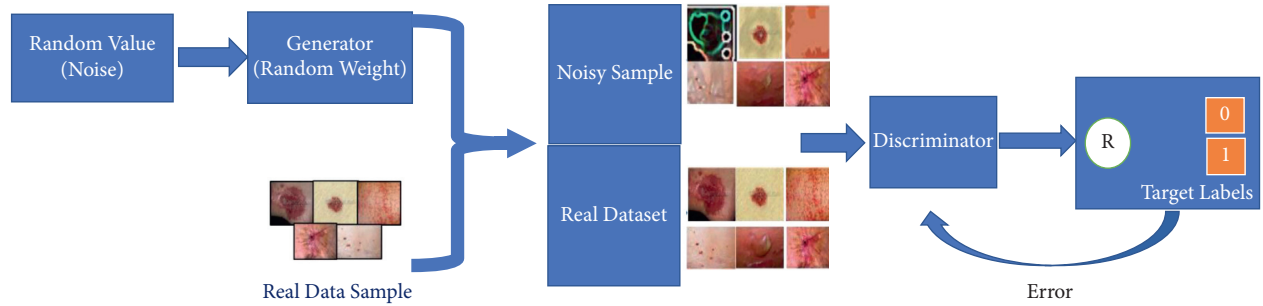 Random Value
(Noise)
Generator
(Random Weight)
Real Data Sample
Noisy Sample
Real Dataset
Discriminator
R
0
1
Target Labels
Error